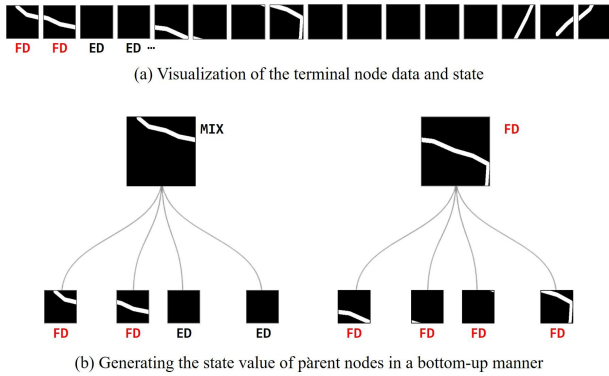 FD FD ED ED ...
(a) Visualization of the terminal node data and state
MIX FD
FD FD ED ED FD FD FD FD
(b) Generating the state value of parent nodes in a bottom-up manner